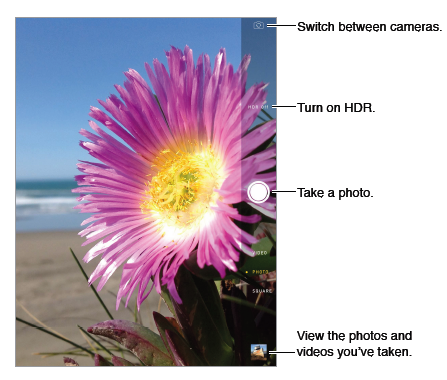 Switch between cameras.
HDR Off
Turn on HDR.
Take a photo.
VIDEO
PHOTO
SQUARE
View the photos and
videos you've taken.